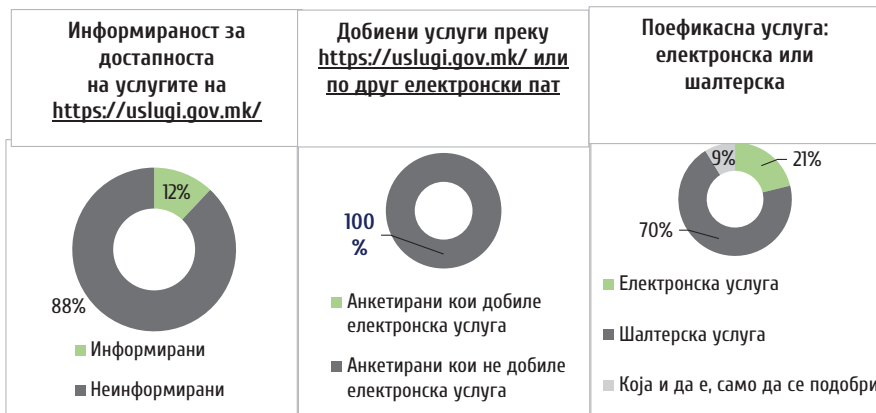 Информираност за
достапноста
на услугите на
https://uslugi.gov.mk/
12%
88%
Информирани
Неинформирани
Добиени услуги преку
https://uslugi.gov.mk/ или
по друг електронски пат
100
%
Анкетирани кои добиле
електронска услуга
Анкетирани кои не добиле
електронска услуга
Поефикасна услуга:
електронска или
шалтерска
9%
21%
70%
Електронска услуга
Шалтерска услуга
Која и да е, само да се подобри